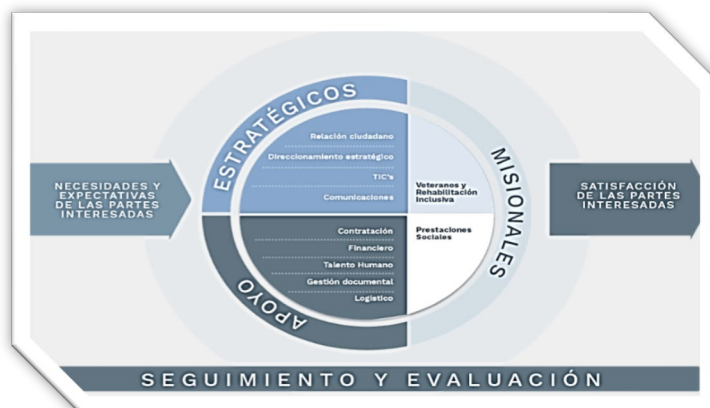 ESTRATÉGICOS
Relación ciudadano
Direccionamiento estratégico
TIC's
Comunicaciones
MISIONALES
Veteranos y
Rehabilitación
Inclusiva
Prestaciones
Sociales
NECESIDADES Y
EXPECTATIVAS
DE LAS PARTES
INTERESADAS
SATISFACCIÓN
DE LAS PARTES
INTERESADAS
APOYO
Contratación
Financiero
Talento Humano
Gestión documental
Logístico
SEGUIMIENTO Y EVALUACIÓN